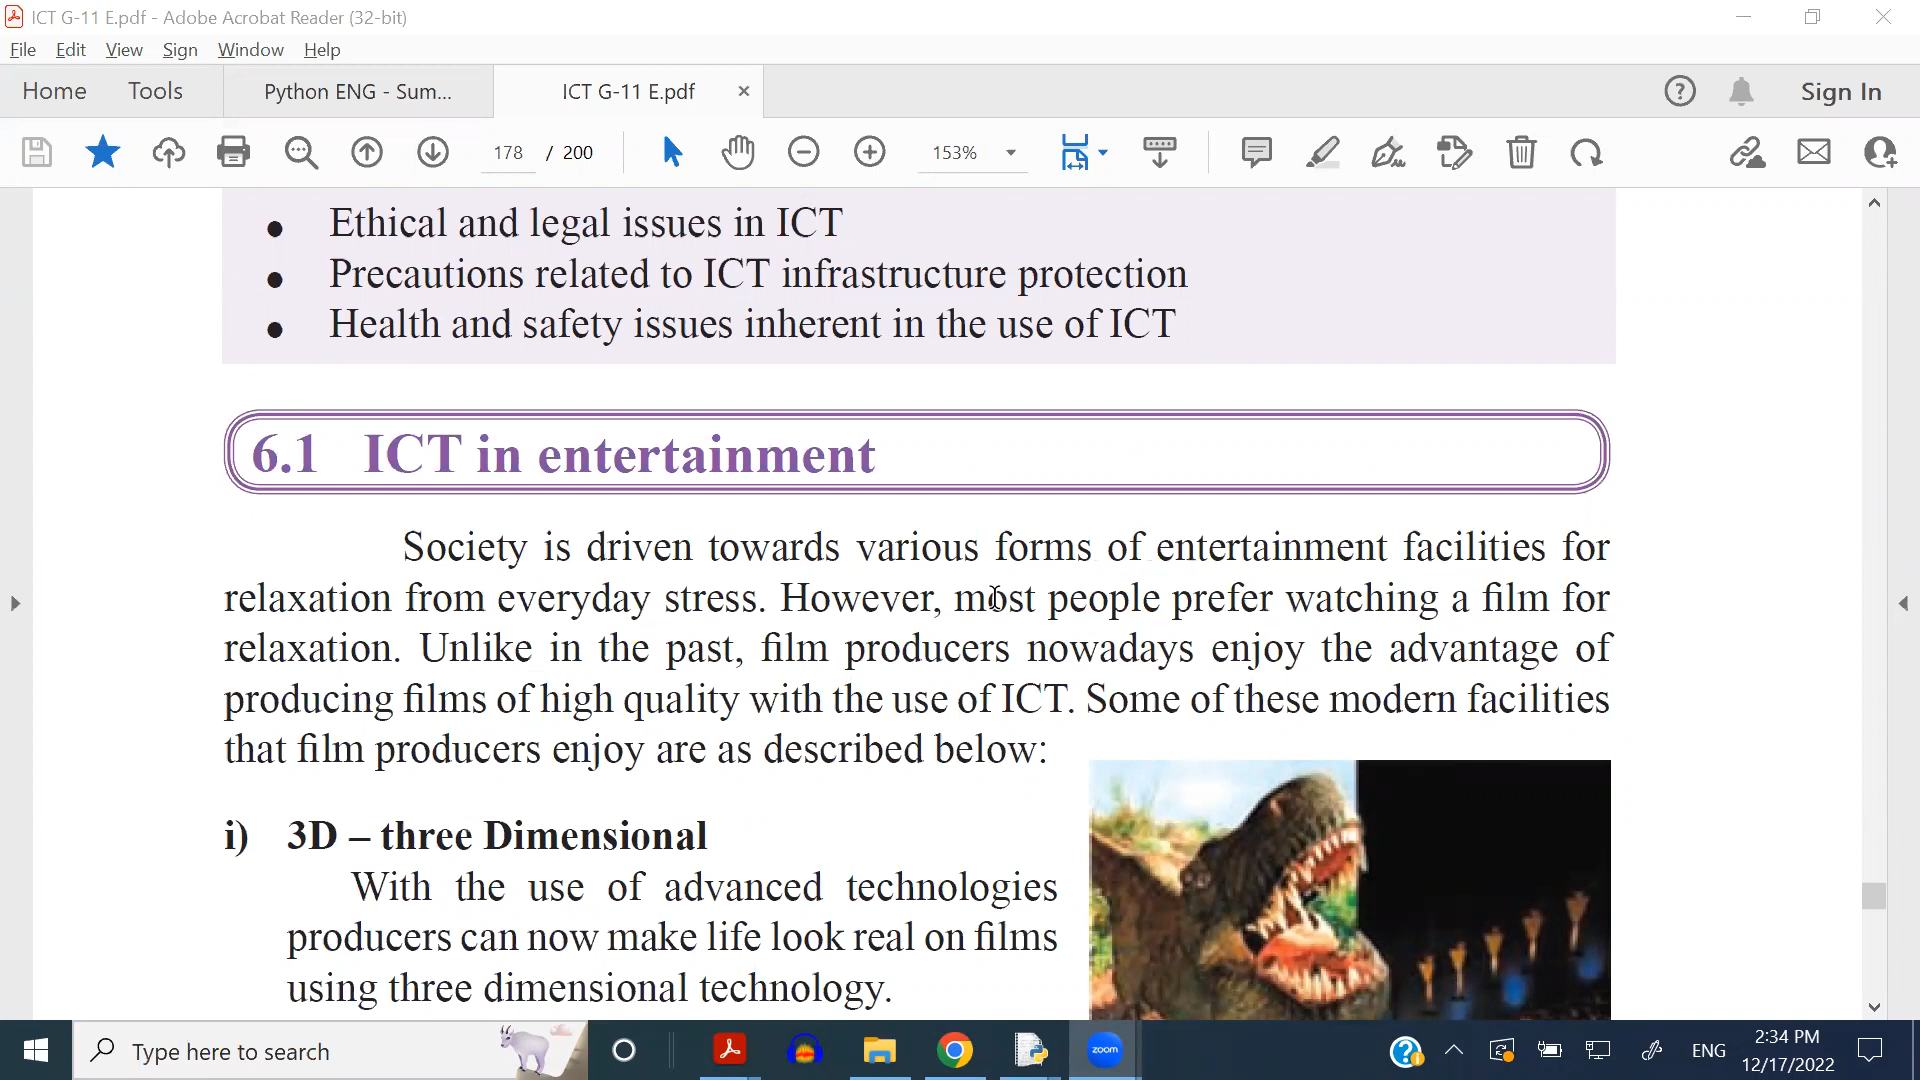 ICT G-11 E.pdf - Adobe Acrobat Reader (32-bit)
File Edit View Sign Window Help
Home Tools Python ENG - Sum... ICT G-11 E.pdf × Sign In
178 / 200 153%
• Ethical and legal issues in ICT
• Precautions related to ICT infrastructure protection
• Health and safety issues inherent in the use of ICT
6.1 ICT in entertainment
Society is driven towards various forms of entertainment facilities for
relaxation from everyday stress. However, most people prefer watching a film for
relaxation. Unlike in the past, film producers nowadays enjoy the advantage of
producing films of high quality with the use of ICT. Some of these modern facilities
that film producers enjoy are as described below:
i) 3D – three Dimensional
With the use of advanced technologies
producers can now make life look real on films
using three dimensional technology.
Type here to search zoom ENG 2:34 PM
12/17/2022